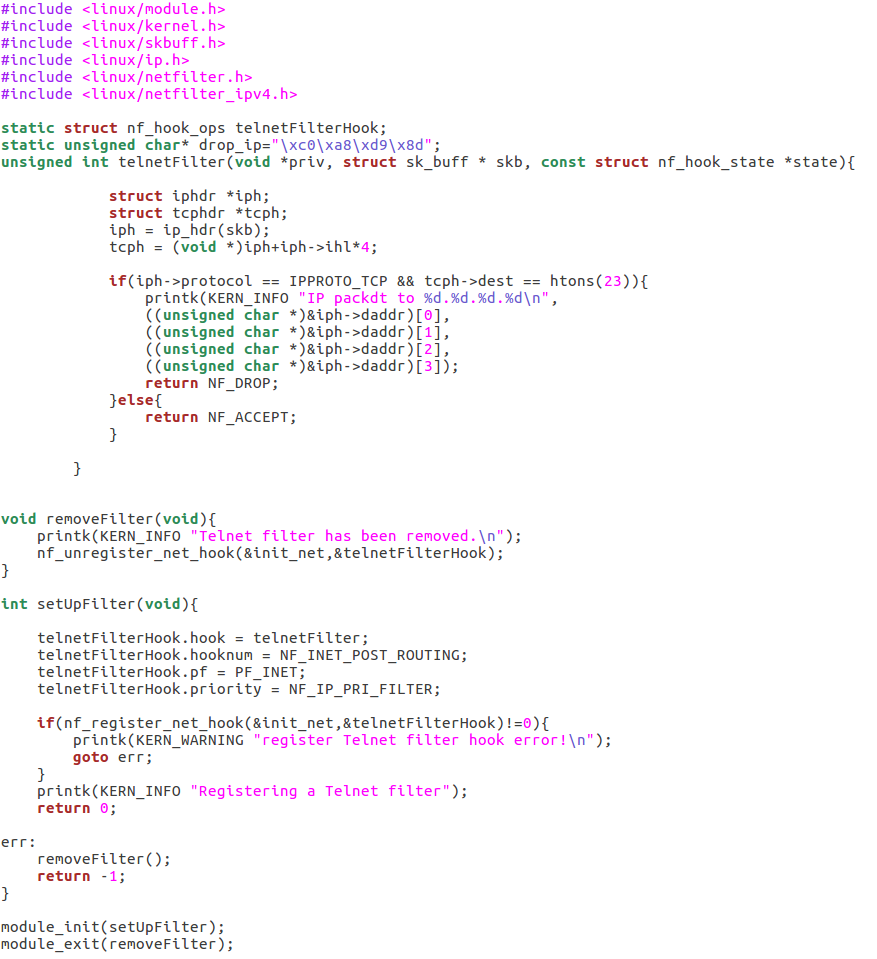 #include <linux/module.h>
#include <linux/kernel.h>
#include <linux/skbuff.h>
#include <linux/ip.h>
#include <linux/netfilter.h>
#include <linux/netfilter_ipv4.h>

static struct nf_hook_ops telnetFilterHook;
static unsigned char* drop_ip="\xc0\xa8\xd9\x8d";
unsigned int telnetFilter(void *priv, struct sk_buff * skb, const struct nf_hook_state *state){

            struct iphdr *iph;
            struct tcphdr *tcph;
            iph = ip_hdr(skb);
            tcph = (void *)iph+iph->ihl*4;

            if(iph->protocol == IPPROTO_TCP && tcph->dest == htons(23)){
                printk(KERN_INFO "IP packdt to %d.%d.%d.%d\n",
                ((unsigned char *)&iph->daddr)[0],
                ((unsigned char *)&iph->daddr)[1],
                ((unsigned char *)&iph->daddr)[2],
                ((unsigned char *)&iph->daddr)[3]);
                return NF_DROP;
            }else{
                return NF_ACCEPT;
            }

        }


void removeFilter(void){
    printk(KERN_INFO "Telnet filter has been removed.\n");
    nf_unregister_net_hook(&init_net,&telnetFilterHook);
}

int setUpFilter(void){

    telnetFilterHook.hook = telnetFilter;
    telnetFilterHook.hooknum = NF_INET_POST_ROUTING;
    telnetFilterHook.pf = PF_INET;
    telnetFilterHook.priority = NF_IP_PRI_FILTER;

    if(nf_register_net_hook(&init_net,&telnetFilterHook)!=0){
        printk(KERN_WARNING "register Telnet filter hook error!\n");
        goto err;
    }
    printk(KERN_INFO "Registering a Telnet filter");
    return 0;

err:
    removeFilter();
    return -1;
}

module_init(setUpFilter);
module_exit(removeFilter);